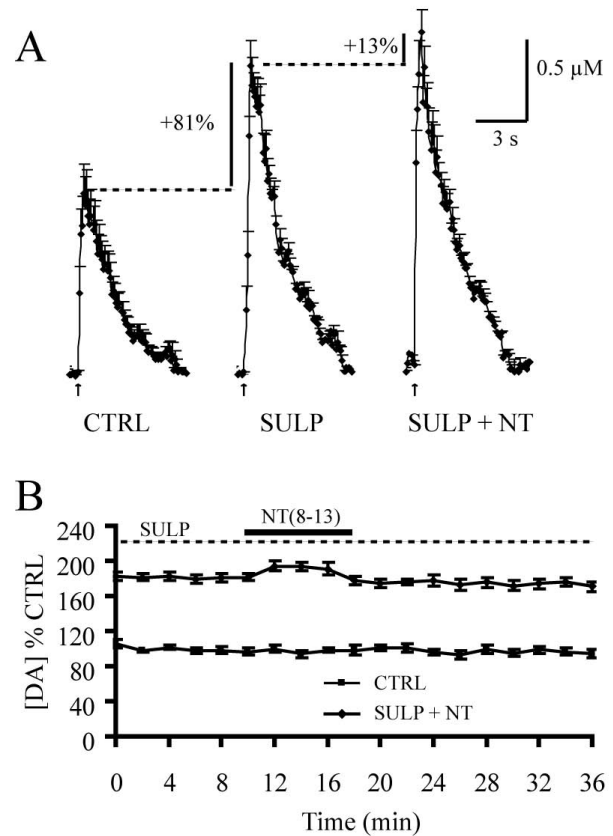 A
+13%
+81%
0.5 µM
3 s
↑ ↑ ↑
CTRL SULP SULP + NT
B
240
200
160
120
80
40
0
[DA] % CTRL
SULP NT(8-13)
CTRL
SULP + NT
0 4 8 12 16 20 24 28 32 36
Time (min)